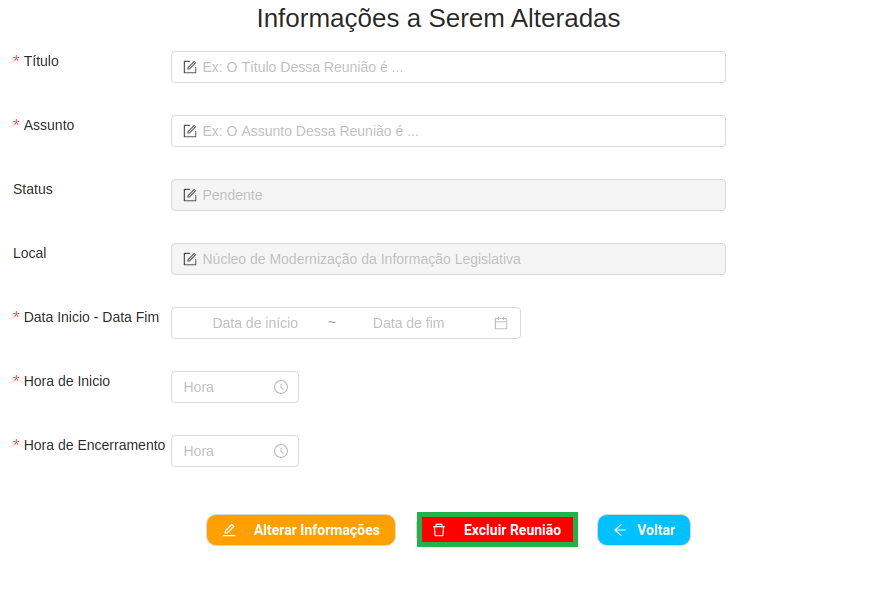 Informações a Serem Alteradas
* Título
Ex: O Título Dessa Reunião é ...
* Assunto
Ex: O Assunto Dessa Reunião é ...
Status
Pendente
Local
Núcleo de Modernização da Informação Legislativa
* Data Inicio - Data Fim
Data de início ~ Data de fim
* Hora de Inicio
Hora
* Hora de Encerramento
Hora
Alterar Informações
Excluir Reunião
Voltar